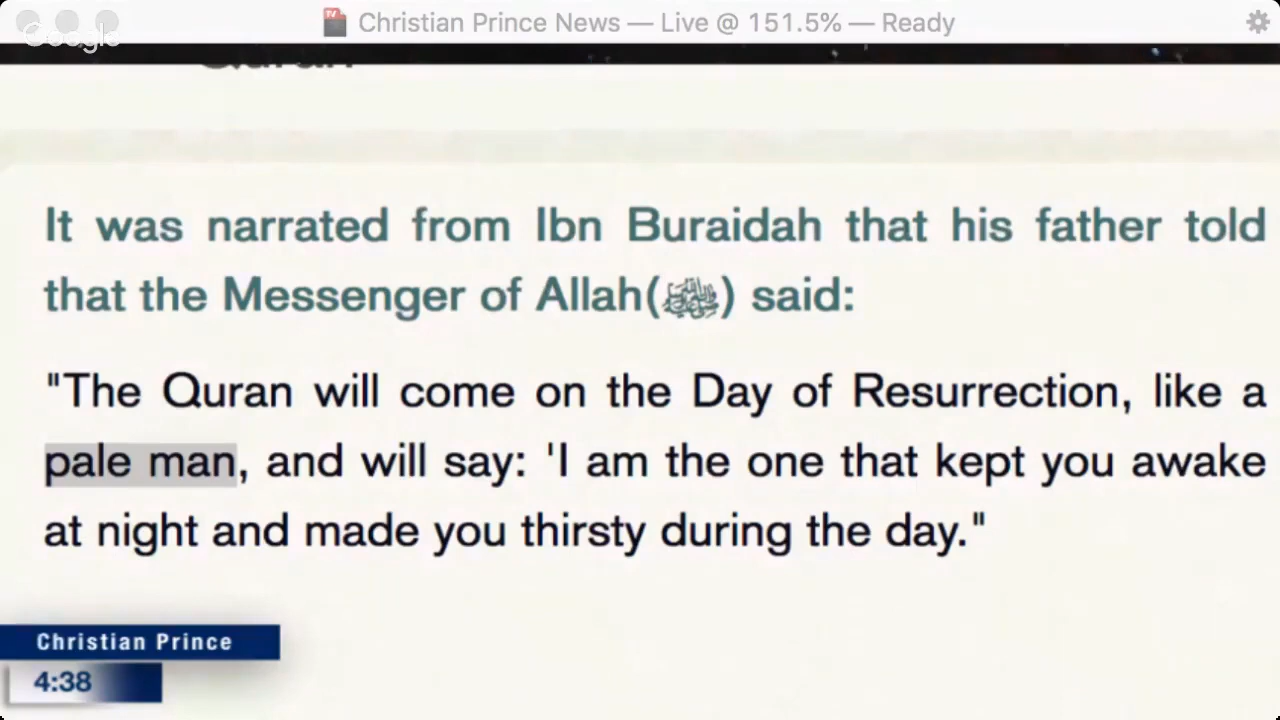 Christian Prince News — Live @ 151.5% — Ready
Google
Quran
It was narrated from Ibn Buraidah that his father told
that the Messenger of Allah(ﷺ) said:
"The Quran will come on the Day of Resurrection, like a
pale man, and will say: 'I am the one that kept you awake
at night and made you thirsty during the day."
Christian Prince
4:38